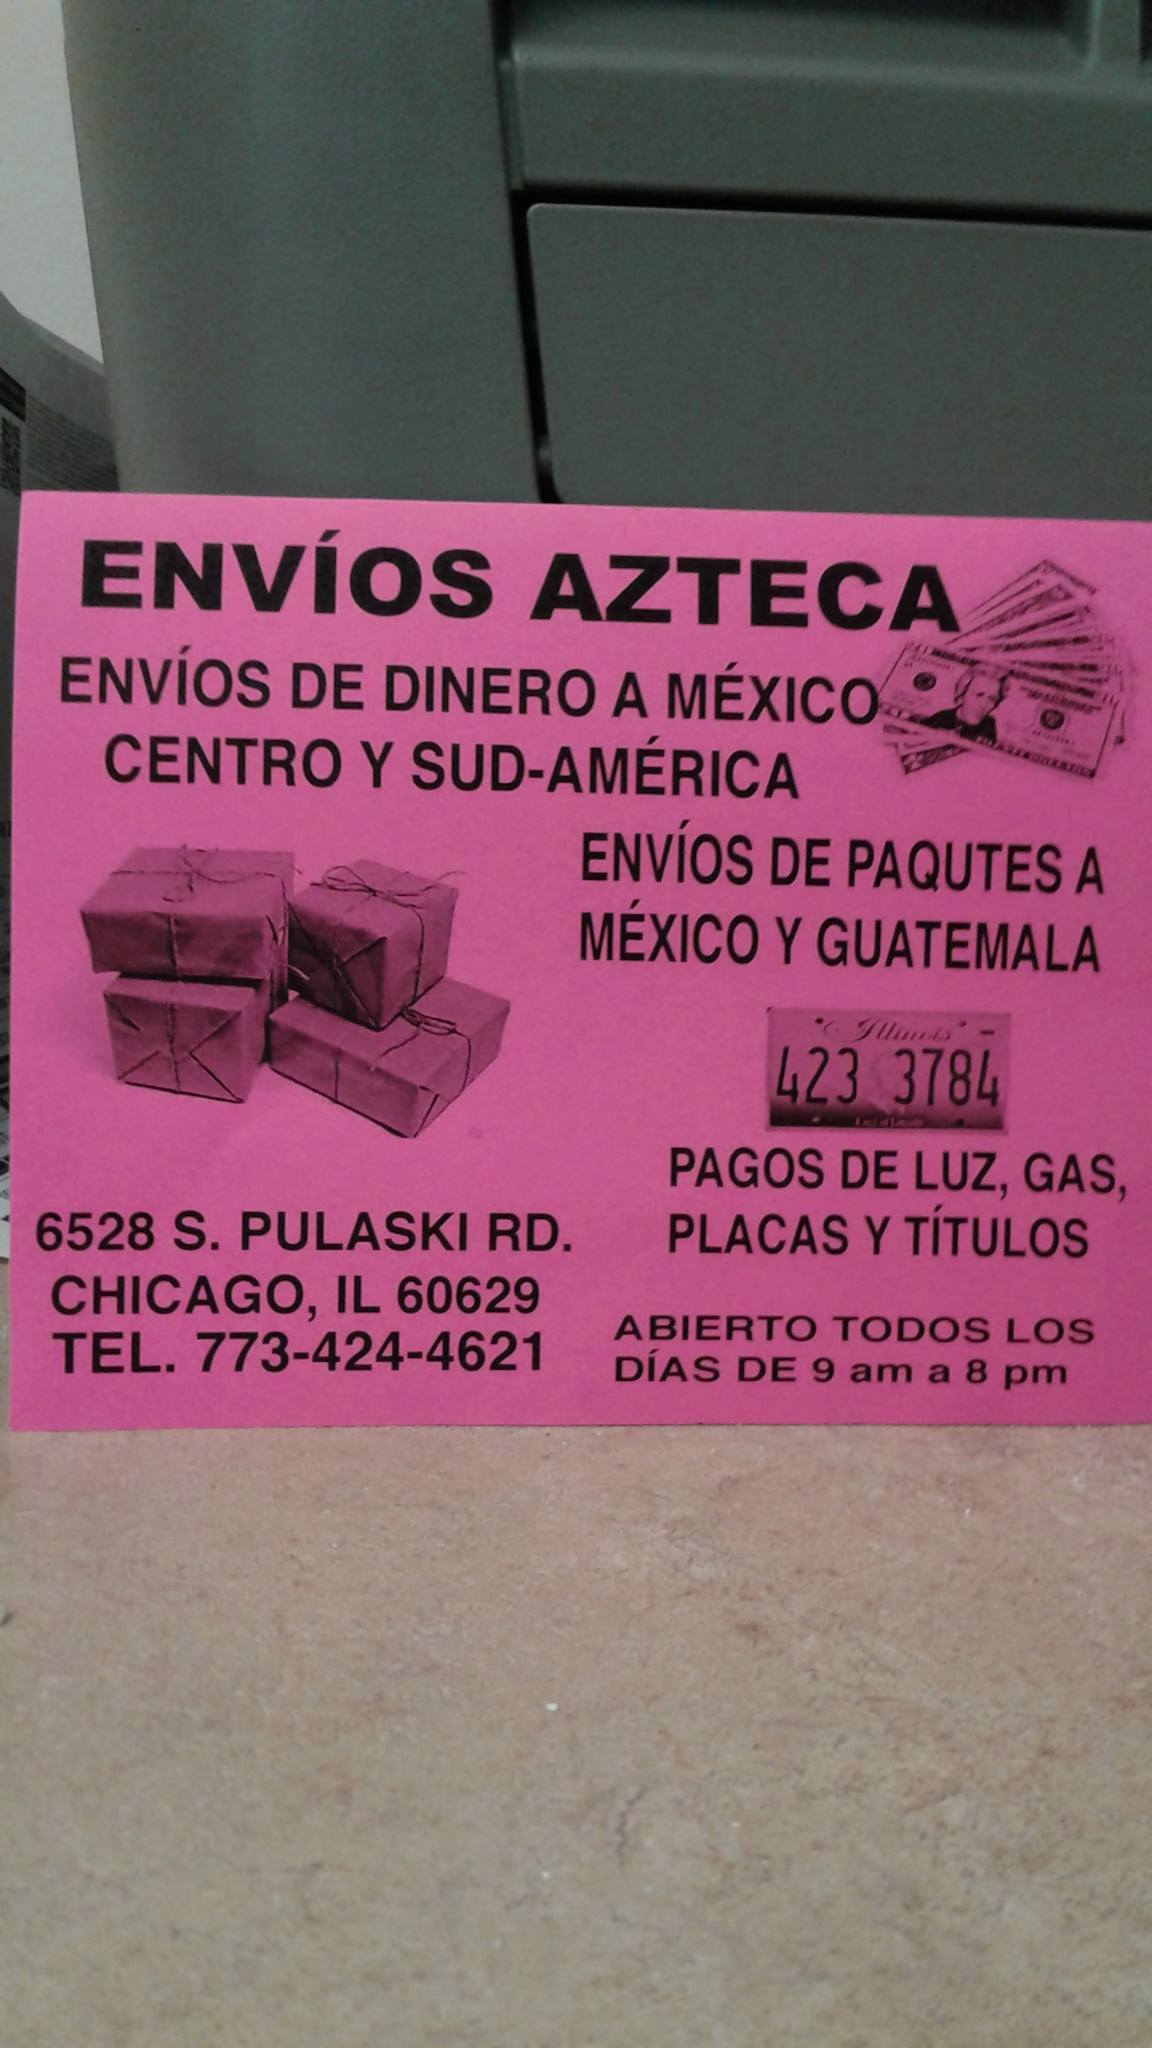 ENVÍOS AZTECA
ENVÍOS DE DINERO A MÉXICO
CENTRO Y SUD-AMÉRICA
ENVÍOS DE PAQUTES A
MÉXICO Y GUATEMALA
Illinois
423 3784
PAGOS DE LUZ, GAS,
PLACAS Y TÍTULOS
6528 S. PULASKI RD.
CHICAGO, IL 60629
TEL. 773-424-4621
ABIERTO TODOS LOS
DÍAS DE 9 am a 8 pm